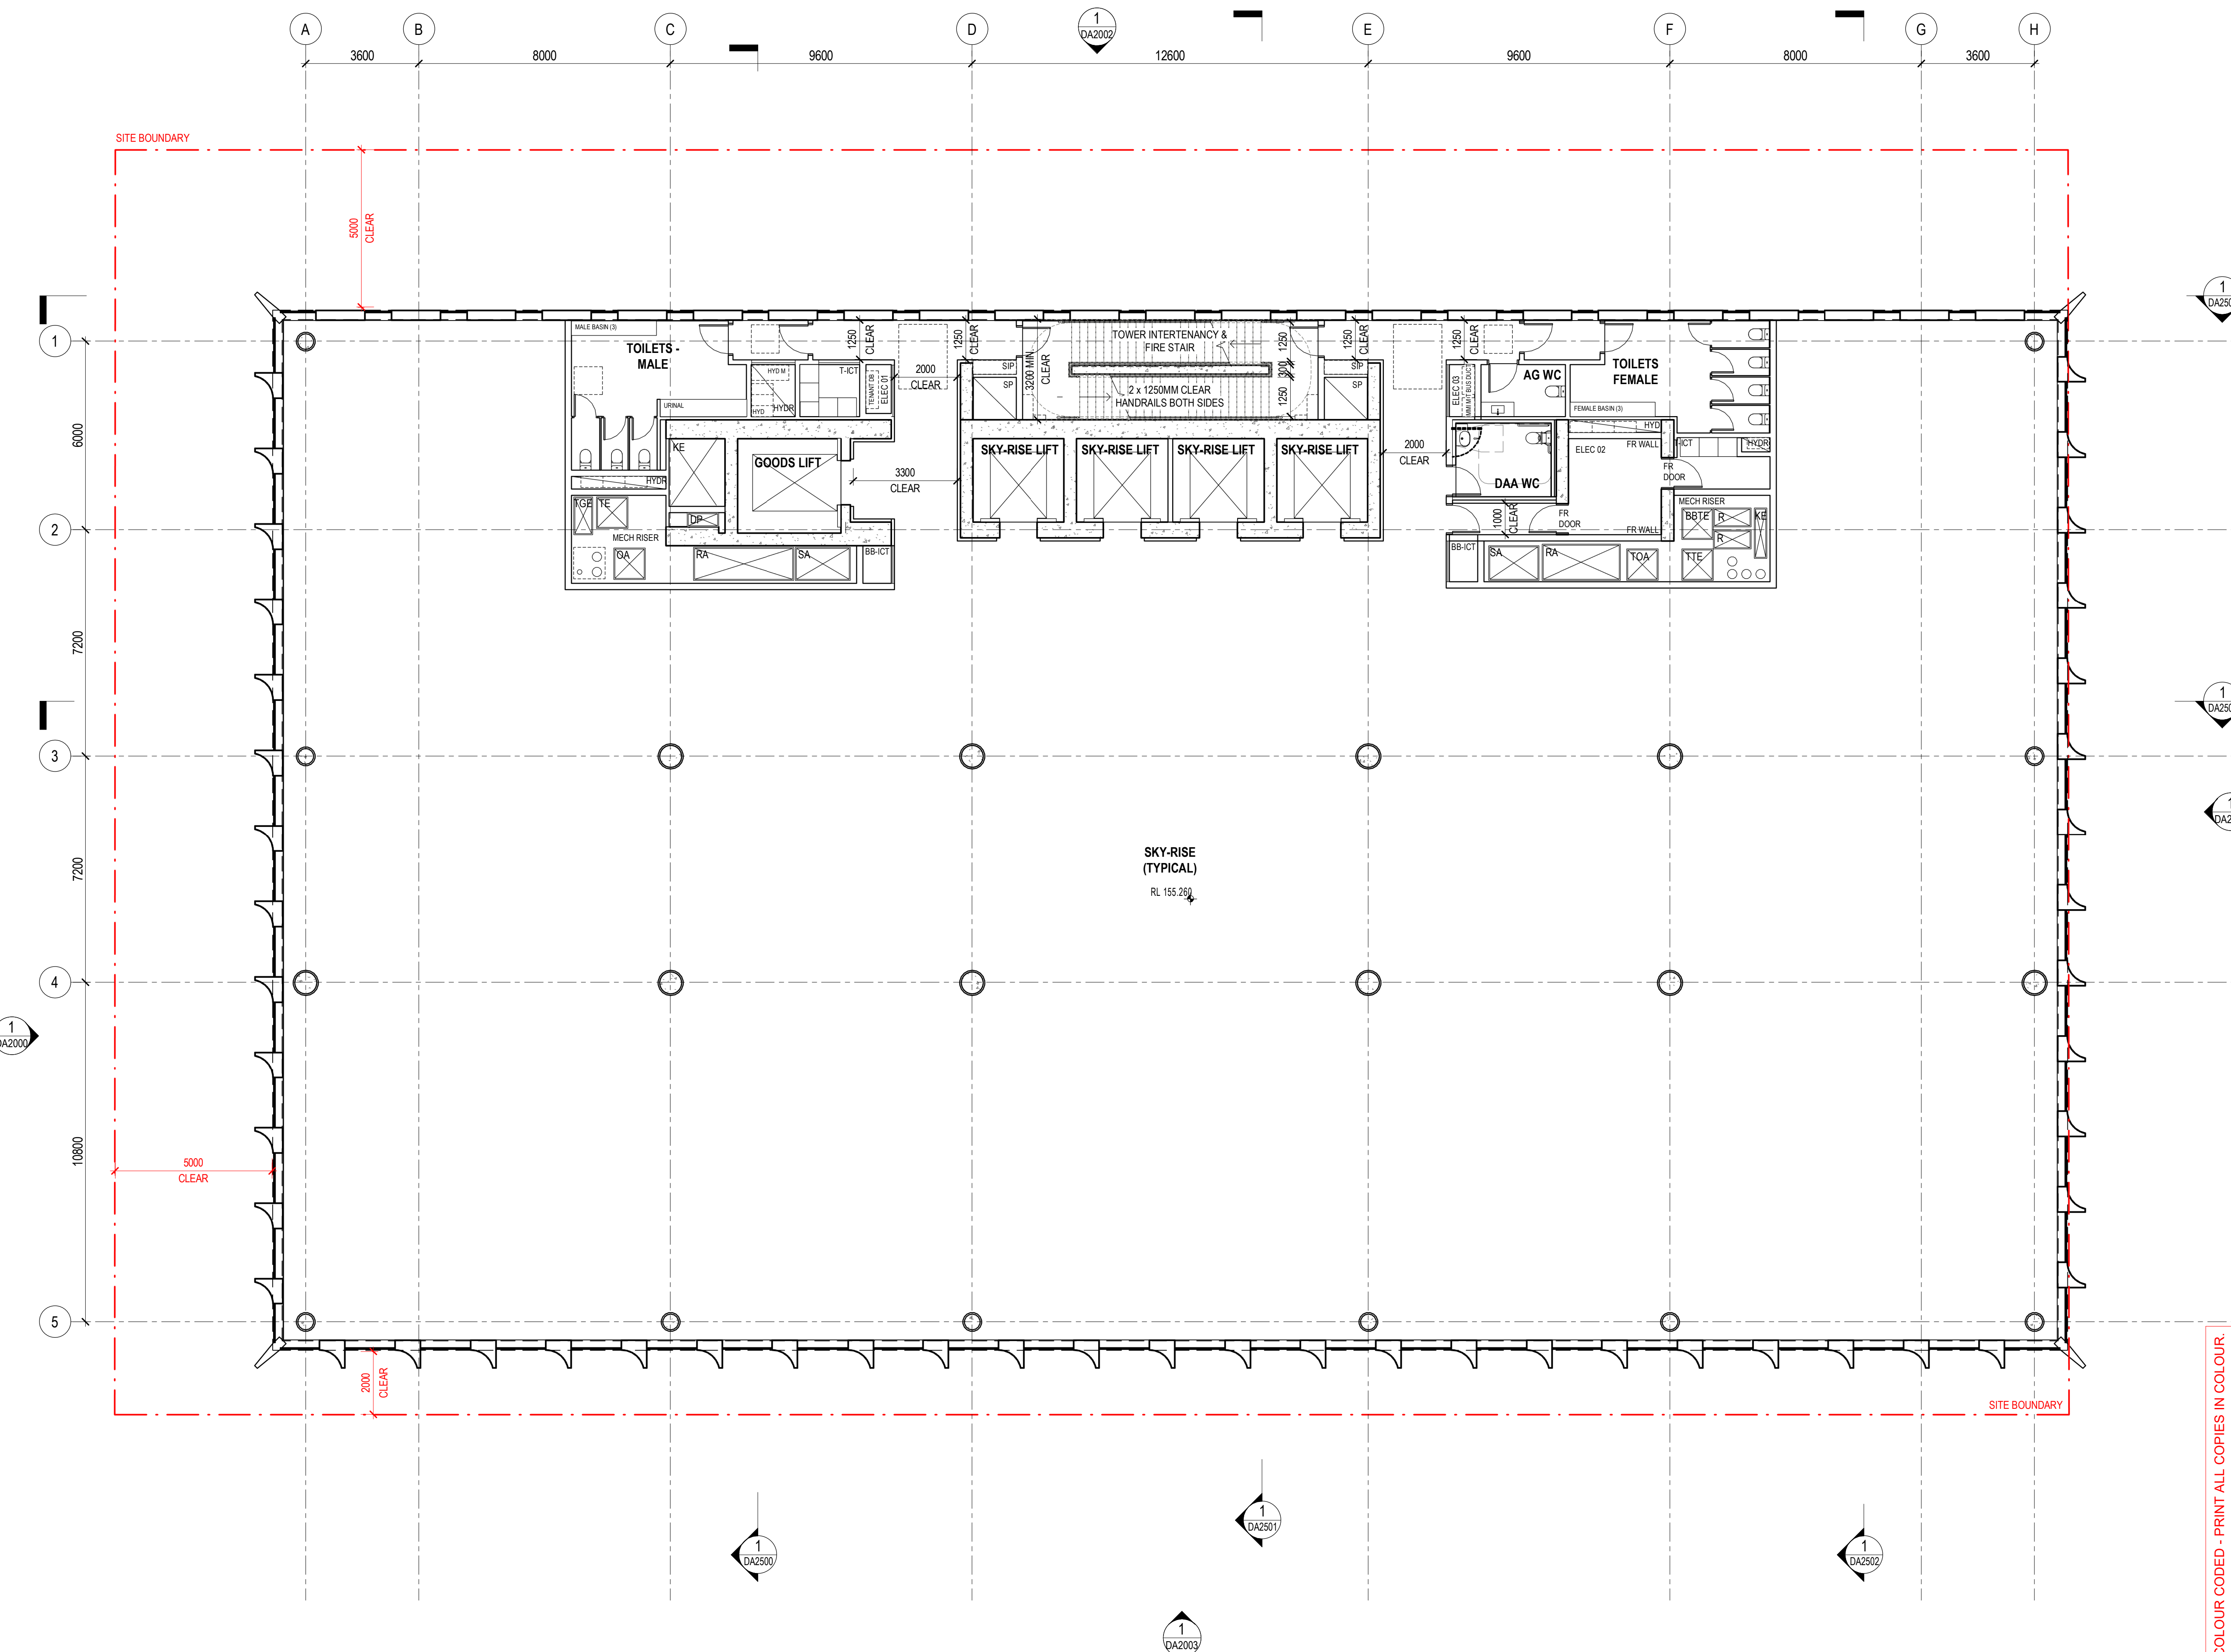 A
B
C
D
E
F
G
H
1
DA2002
3600
8000
9600
12600
9600
8000
3600
SITE BOUNDARY
5000
CLEAR
1
MALE BASIN (3)
TOILETS -
MALE
URINAL
HYD M
HYD
HYDR
T-ICT
TENANT DB
ELEC 01
1250
CLEAR
2000
CLEAR
1250
CLEAR
SIP
SP
3200 MIN.
CLEAR
TOWER INTERTENANCY &
FIRE STAIR
2 x 1250MM CLEAR
HANDRAILS BOTH SIDES
1250
300
1250
SIP
SP
1250
CLEAR
1250
CLEAR
ELEC 03
AG WC
TOILETS
FEMALE
FEMALE BASIN (3)
HYD
1
6000
KE
GOODS LIFT
3300
CLEAR
SKY-RISE LIFT
SKY-RISE LIFT
SKY-RISE LIFT
SKY-RISE LIFT
2000
CLEAR
DAA WC
ELEC 02
FR WALL
FR
DOOR
HYDR
HYDR
TGE
TE
DP
2
MECH RISER
OA
RA
SA
BB-ICT
1000
CLEAR
FR
DOOR
FR WALL
MECH RISER
BBTE
R
KE
R
BB-ICT
SA
RA
TOA
TTE
7200
1
3
7200
SKY-RISE
(TYPICAL)
RL 155.260
4
1
DA2000
10800
5000
CLEAR
5
2000
CLEAR
SITE BOUNDARY
COLOUR CODED - PRINT ALL COPIES IN COLOUR.
1
DA2500
1
DA2501
1
DA2502
1
DA2003